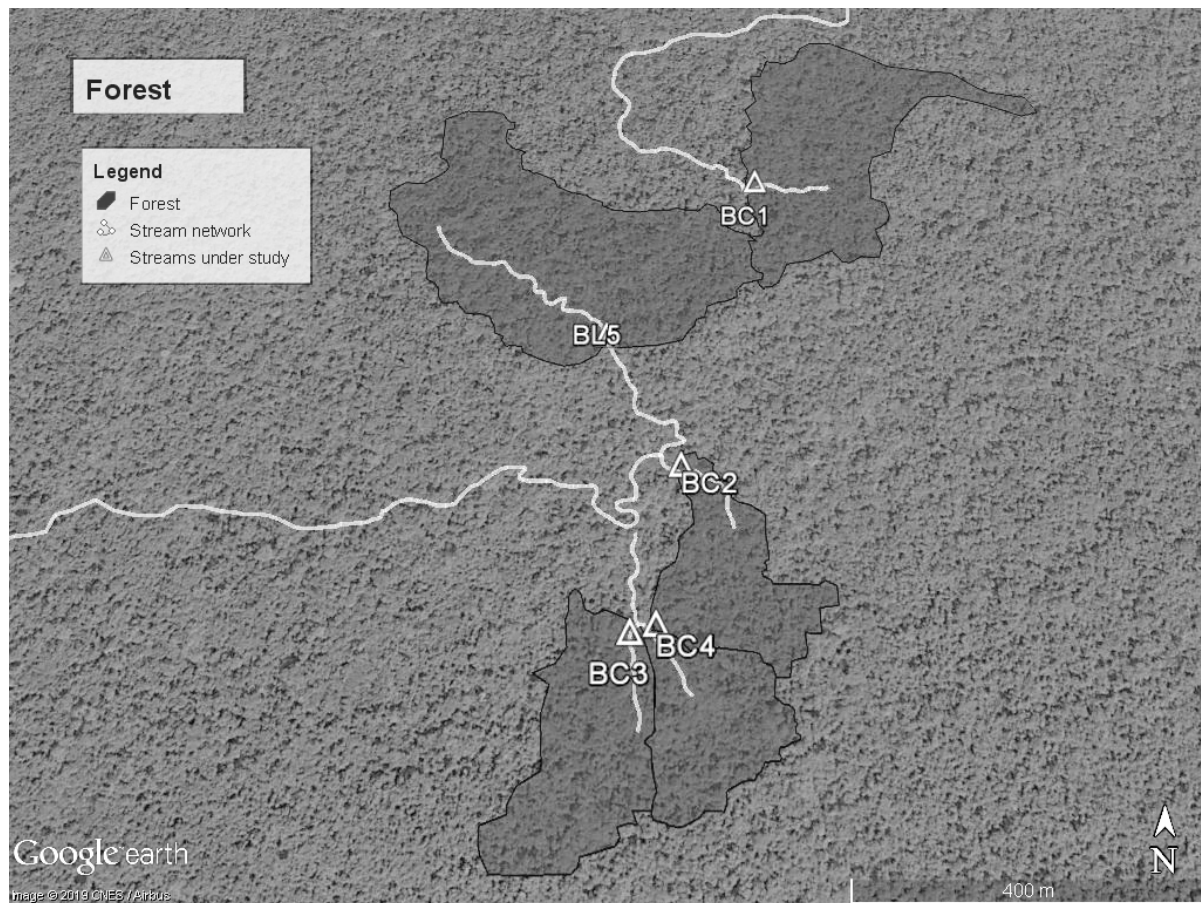 Forest
Legend
Forest
Stream network
Streams under study
BC1
BL5
BC2
BC4
BC3
Google earth
mage © 2019 CNES / Airbus
400 m
N